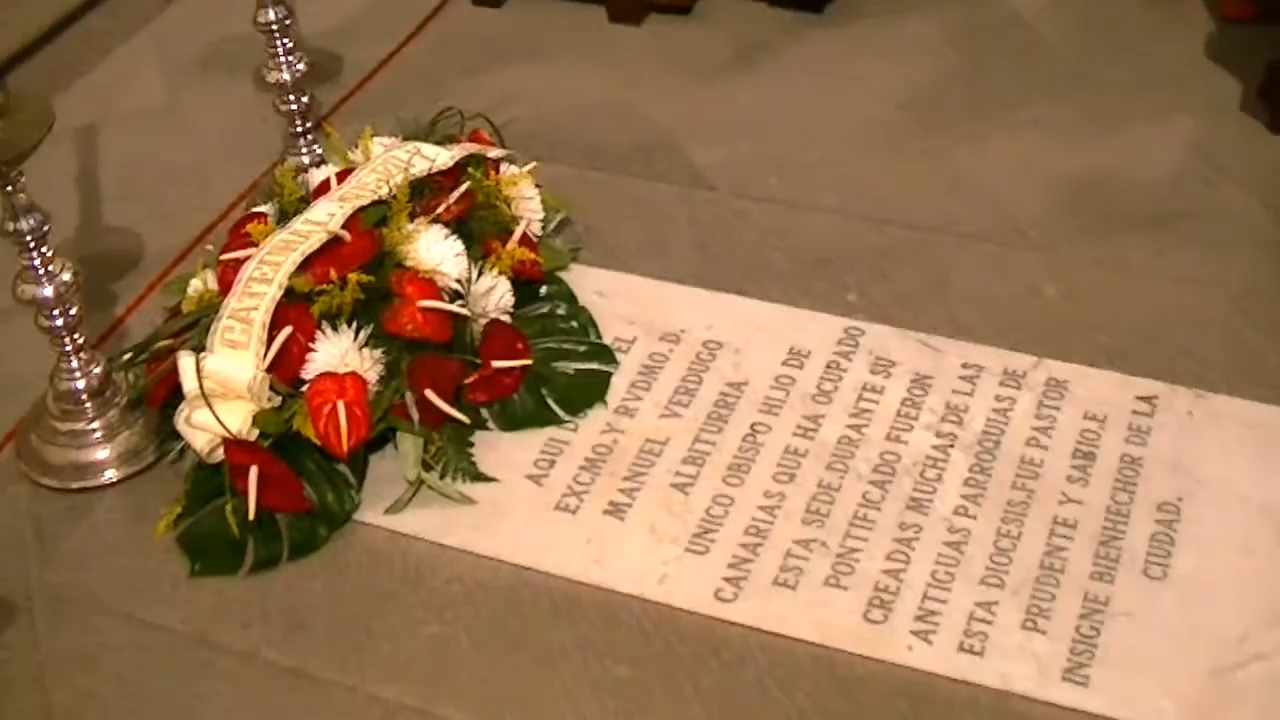 CATEDRAL
AQUI EL
EXCMO. Y RVDMO. D.
MANUEL VERDUGO
ALBITURRIA
UNICO OBISPO HIJO DE
CANARIAS QUE HA OCUPADO
ESTA SEDE. DURANTE SU
PONTIFICADO FUERON
CREADAS MUCHAS DE LAS
ANTIGUAS PARROQUIAS DE
ESTA DIOCESIS. FUE PASTOR
PRUDENTE Y SABIO. E
INSIGNE BIENHECHOR DE LA
CIUDAD.